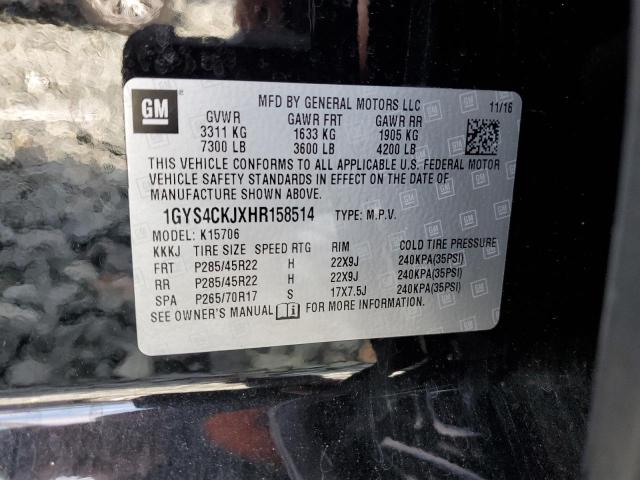 GM
MFD BY GENERAL MOTORS LLC 11/16
GVWR GAWR FRT GAWR RR
3311 KG 1633 KG 1905 KG
7300 LB 3600 LB 4200 LB
THIS VEHICLE CONFORMS TO ALL APPLICABLE U.S. FEDERAL MOTOR
VEHICLE SAFETY STANDARDS IN EFFECT ON THE DATE OF
MANUFACTURE SHOWN ABOVE.
1GYS4CKJXHR158514 TYPE: M.P.V.
MODEL: K15706
KKKJ TIRE SIZE SPEED RTG RIM COLD TIRE PRESSURE
FRT P285/45R22 H 22X9J 240KPA(35PSI)
RR P285/45R22 H 22X9J 240KPA(35PSI)
SPA P265/70R17 S 17X7.5J 240KPA(35PSI)
SEE OWNER'S MANUAL FOR MORE INFORMATION.